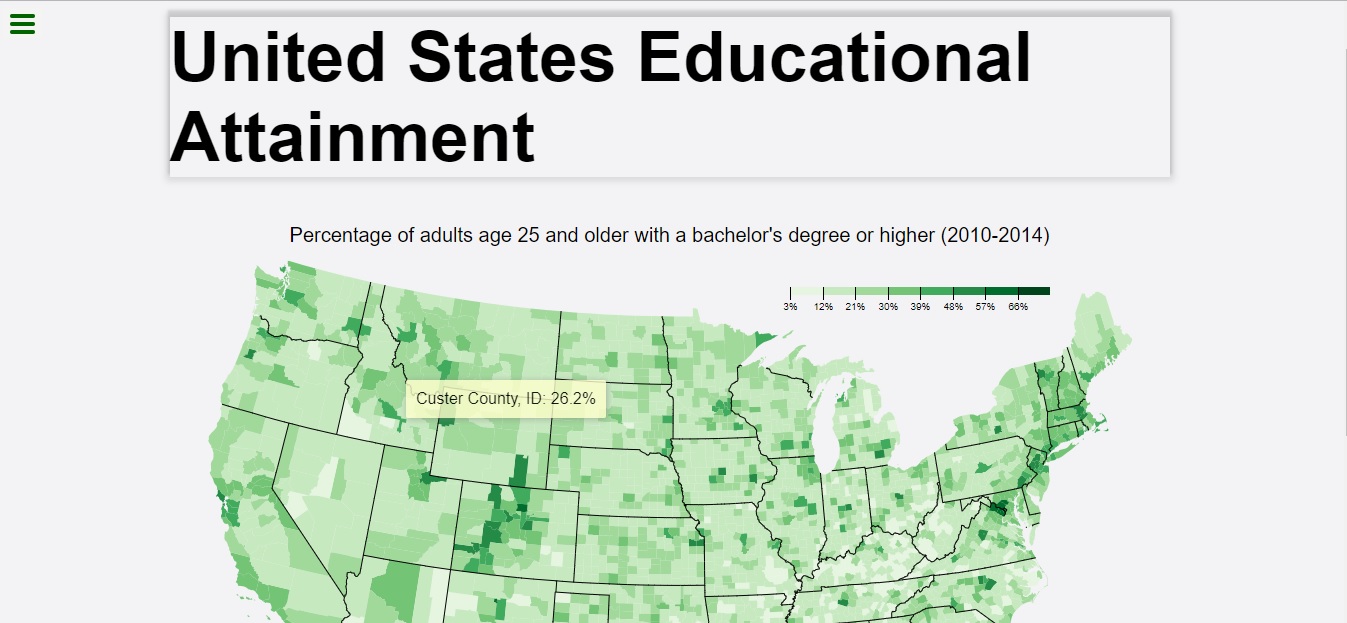 United States Educational
Attainment
Percentage of adults age 25 and older with a bachelor's degree or higher (2010-2014)
3% 12% 21% 30% 39% 48% 57% 66%
Custer County, ID: 26.2%